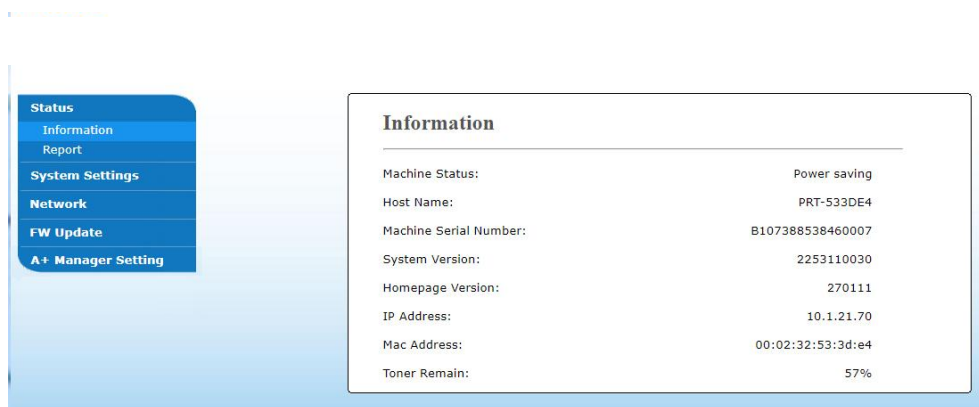 Status
Information
Report
System Settings
Network
FW Update
A+ Manager Setting
Information
Machine Status: Power saving
Host Name: PRT-533DE4
Machine Serial Number: B107388538460007
System Version: 2253110030
Homepage Version: 270111
IP Address: 10.1.21.70
Mac Address: 00:02:32:53:3d:e4
Toner Remain: 57%